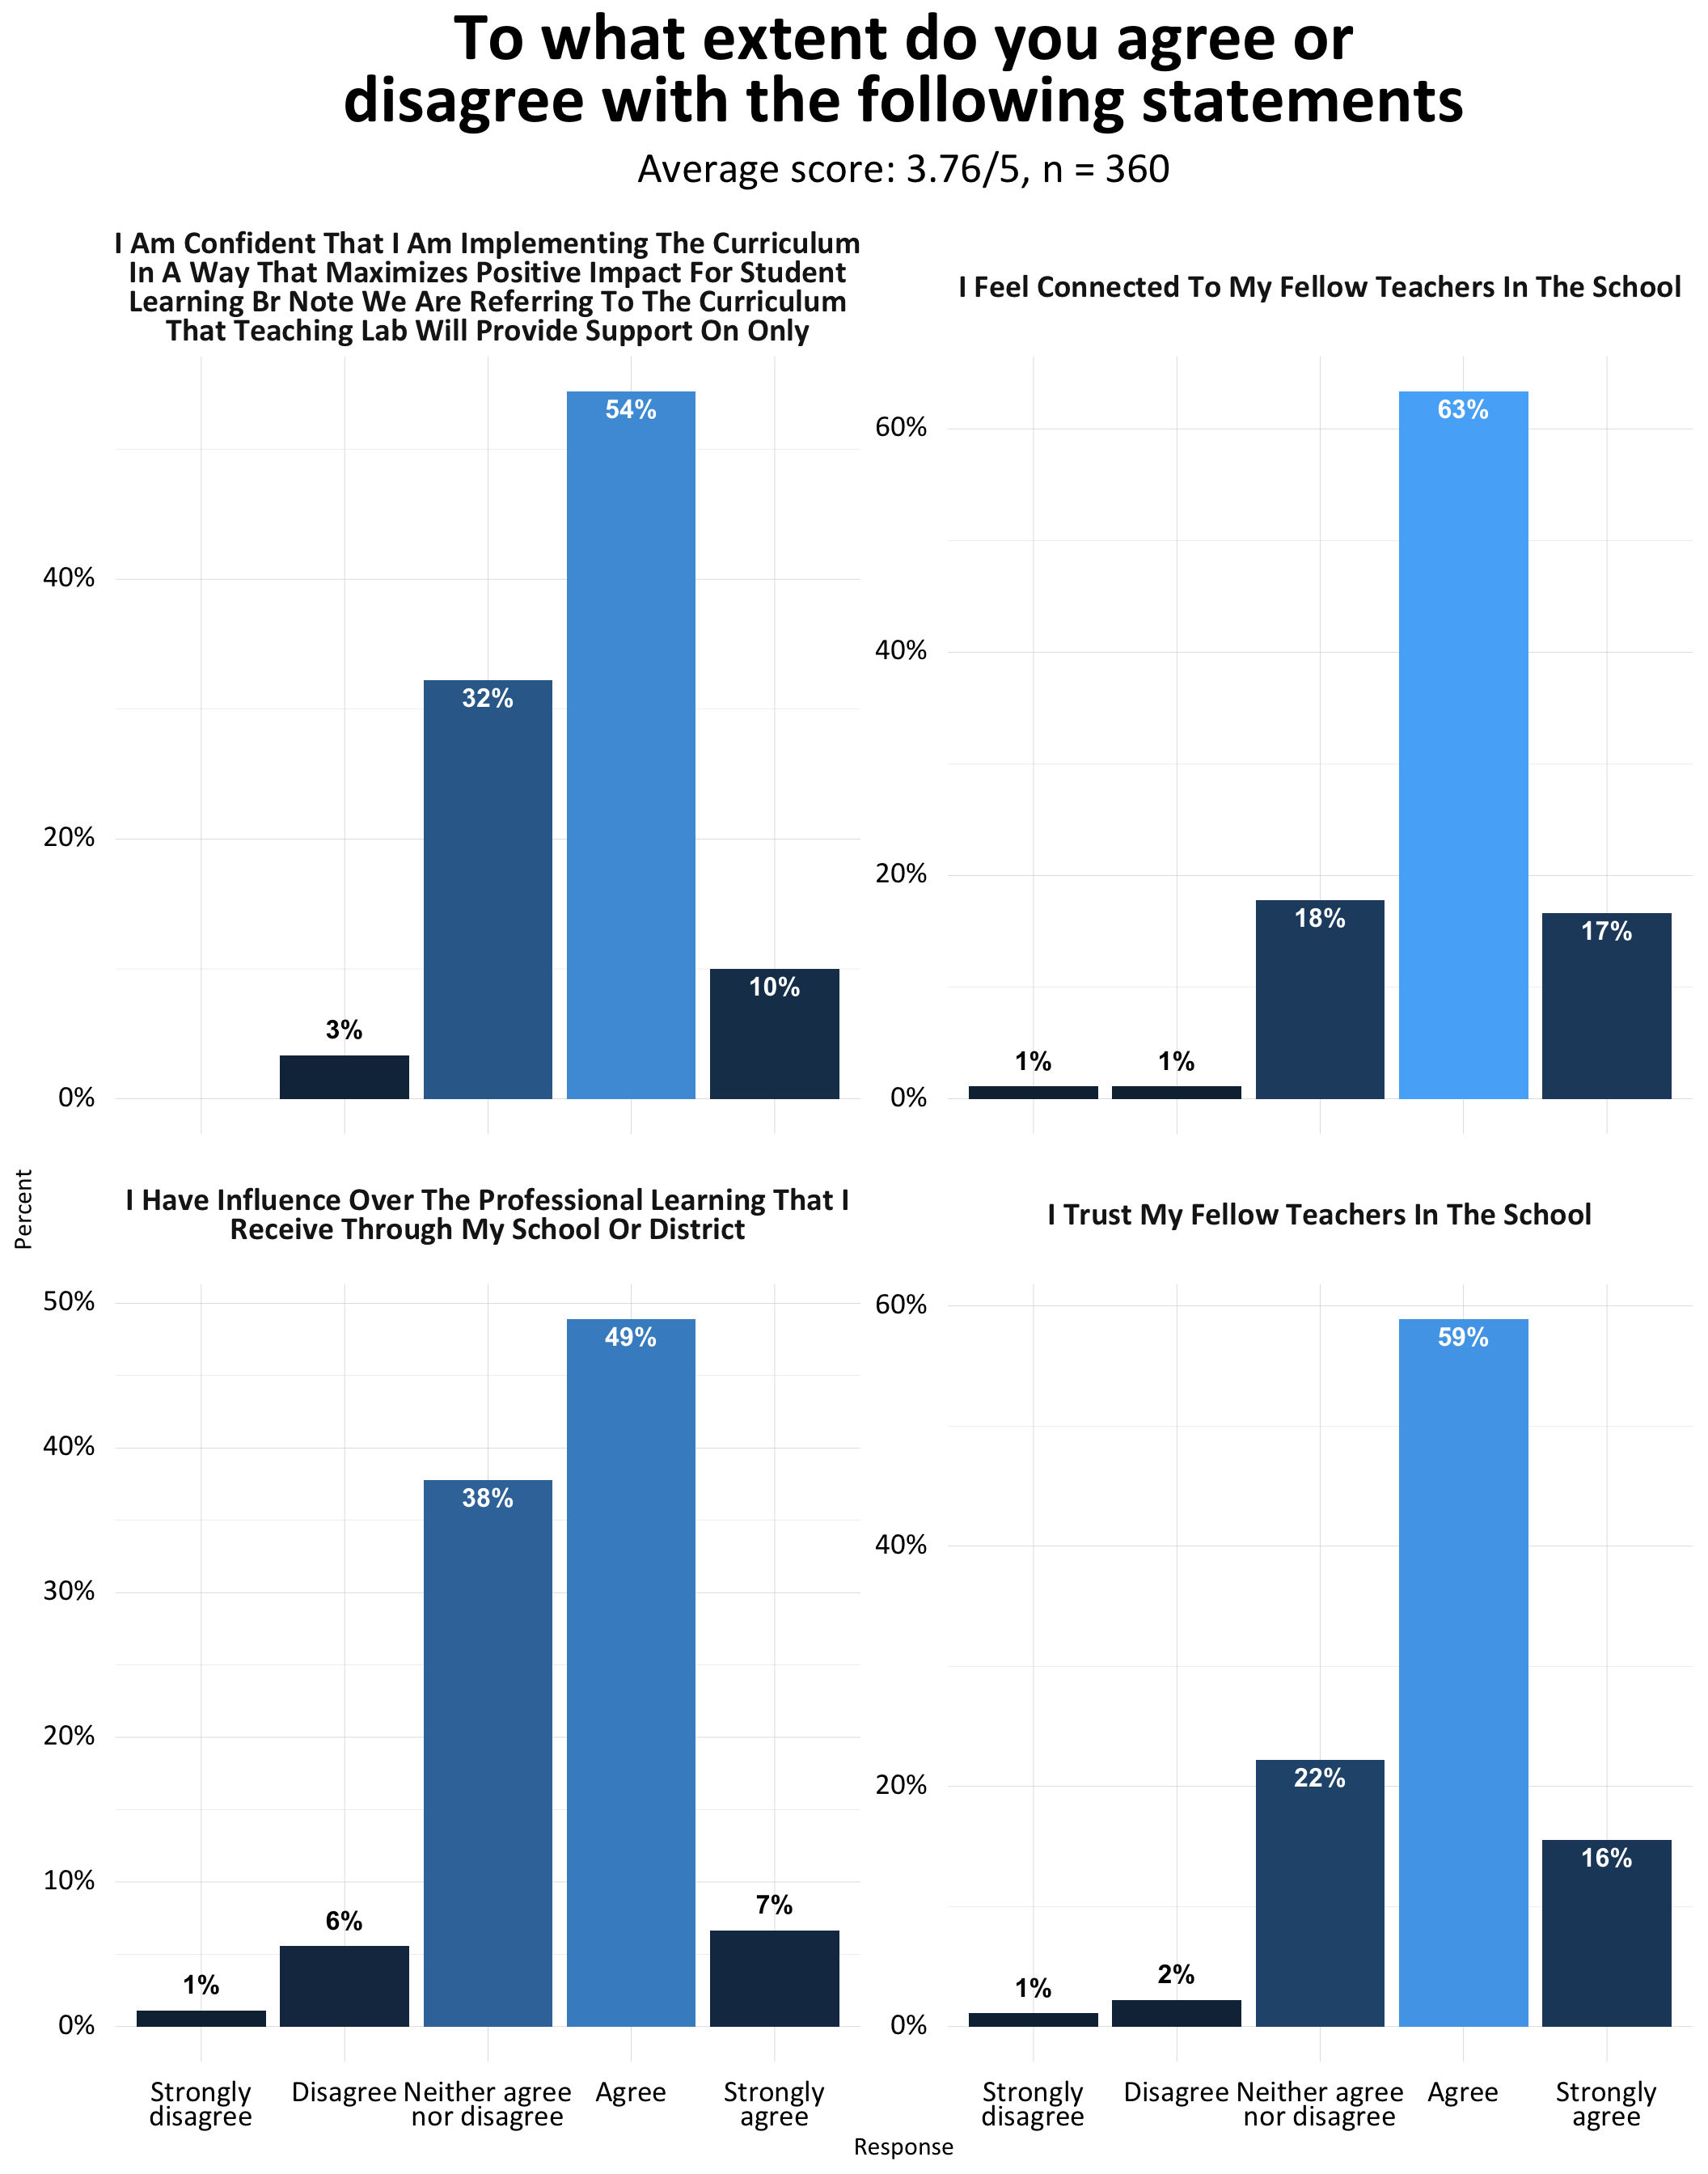 To what extent do you agree or
disagree with the following statements
Average score: 3.76/5, n = 360
I Am Confident That I Am Implementing The Curriculum
In A Way That Maximizes Positive Impact For Student
Learning Br Note We Are Referring To The Curriculum
That Teaching Lab Will Provide Support On Only
54%
40%
32%
20%
10%
3%
0%
I Feel Connected To My Fellow Teachers In The School
60%
63%
40%
20%
18%
17%
1%
1%
0%
Percent
I Have Influence Over The Professional Learning That I
Receive Through My School Or District
50%
49%
40%
38%
30%
20%
10%
7%
6%
1%
0%
Strongly
disagree
Disagree
Neither agree
nor disagree
Agree
Strongly
agree
I Trust My Fellow Teachers In The School
60%
59%
40%
20%
22%
16%
2%
1%
0%
Strongly
disagree
Disagree
Neither agree
nor disagree
Agree
Strongly
agree
Response